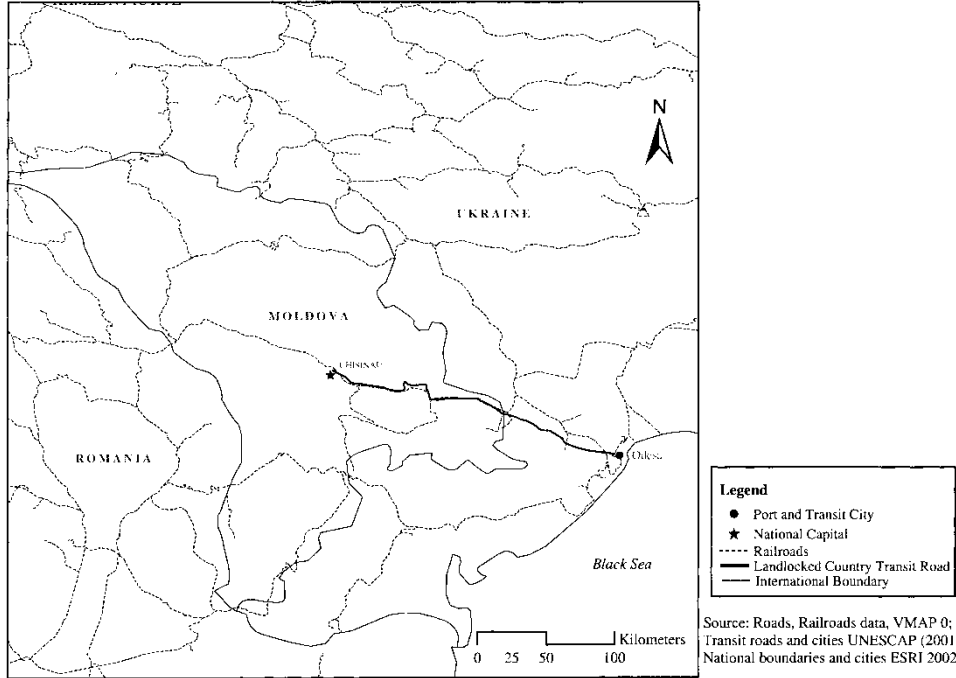 N
UKRAINE
MOLDOVA
CHISINAU
ROMANIA
Odesa
Black Sea
Kilometers
0 25 50 100
Legend
Port and Transit City
National Capital
Railroads
Landlocked Country Transit Road
International Boundary
Source: Roads, Railroads data, VMAP 0;
Transit roads and cities UNESCAP (2001
National boundaries and cities ESRI 2002